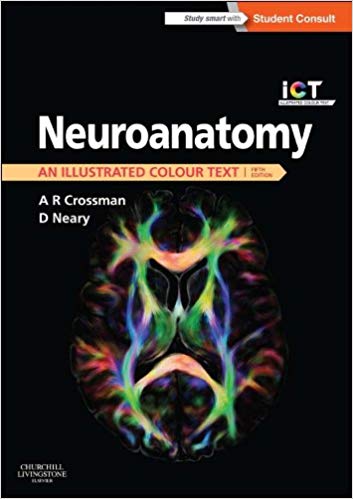 Study smart with Student Consult
iCT
ILLUSTRATED COLOUR TEXT
Neuroanatomy
AN ILLUSTRATED COLOUR TEXT | FIFTH EDITION
A R Crossman
D Neary
CHURCHILL
LIVINGSTONE
ELSEVIER